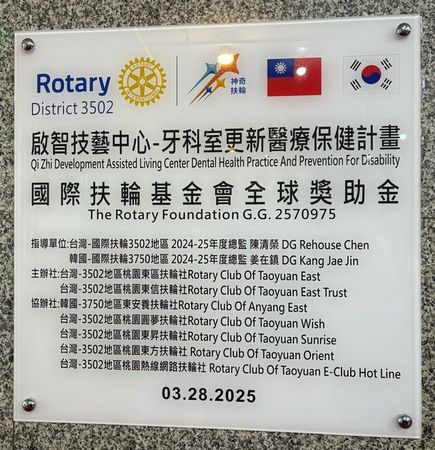 Rotary
District 3502
神奇
扶輪
啟智技藝中心-牙科室更新醫療保健計畫
Qi Zhi Development Assisted Living Center Dental Health Practice And Prevention For Disability
國際扶輪基金會全球獎助金
The Rotary Foundation G.G. 2570975
指導單位:台灣-國際扶輪3502地區 2024-25年度總監 陳清榮 DG Rehouse Chen
韓國-國際扶輪3750地區 2024-25年度總監 姜在鎮 DG Kang Jae Jin
主辦社:台灣-3502地區桃園東區扶輪社Rotary Club Of Taoyuan East
台灣-3502地區桃園東信扶輪社Rotary Club Of Taoyuan East Trust
協辦社:韓國-3750地區東安養扶輪社Rotary Club Of Anyang East
台灣-3502地區桃園圓夢扶輪社Rotary Club Of Taoyuan Wish
台灣-3502地區桃園東昇扶輪社Rotary Club Of Taoyuan Sunrise
台灣-3502地區桃園東方扶輪社 Rotary Club Of Taoyuan Orient
台灣-3502地區桃園熱線網路扶輪社 Rotary Club Of Taoyuan E-Club Hot Line
03.28.2025